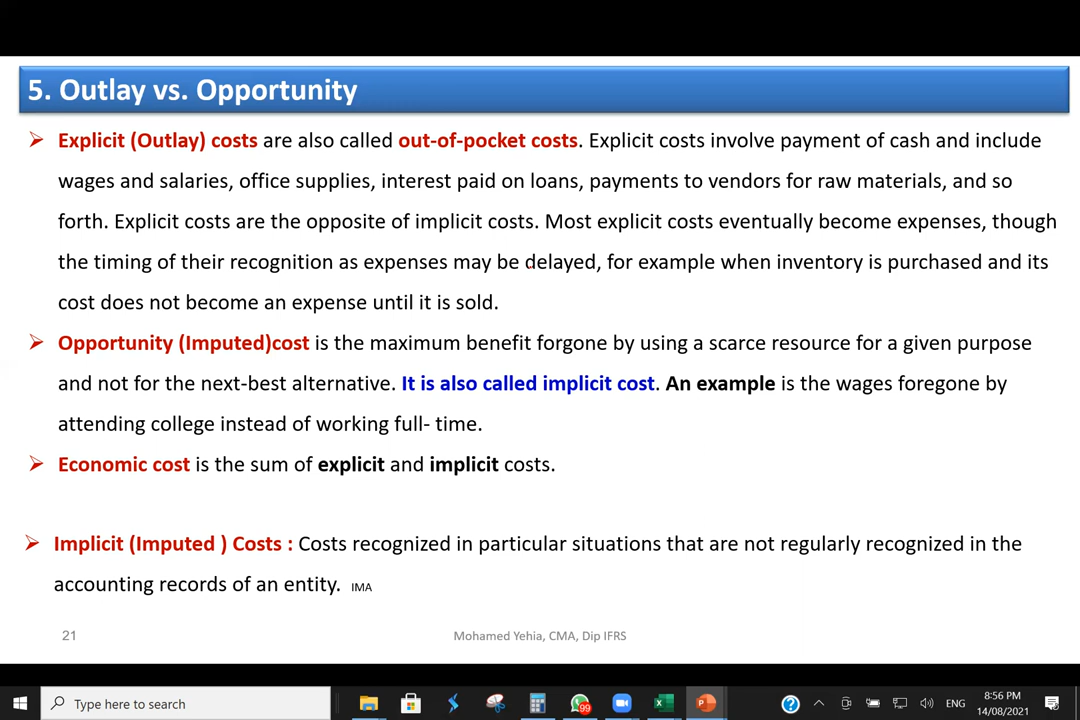 5. Outlay vs. Opportunity
➢ Explicit (Outlay) costs are also called out-of-pocket costs. Explicit costs involve payment of cash and include
wages and salaries, office supplies, interest paid on loans, payments to vendors for raw materials, and so
forth. Explicit costs are the opposite of implicit costs. Most explicit costs eventually become expenses, though
the timing of their recognition as expenses may be delayed, for example when inventory is purchased and its
cost does not become an expense until it is sold.
➢ Opportunity (Imputed)cost is the maximum benefit forgone by using a scarce resource for a given purpose
and not for the next-best alternative. It is also called implicit cost. An example is the wages foregone by
attending college instead of working full- time.
➢ Economic cost is the sum of explicit and implicit costs.
➢ Implicit (Imputed ) Costs : Costs recognized in particular situations that are not regularly recognized in the
accounting records of an entity. IMA
21
Mohamed Yehia, CMA, Dip IFRS
Type here to search
99
ENG
8:56 PM
14/08/2021